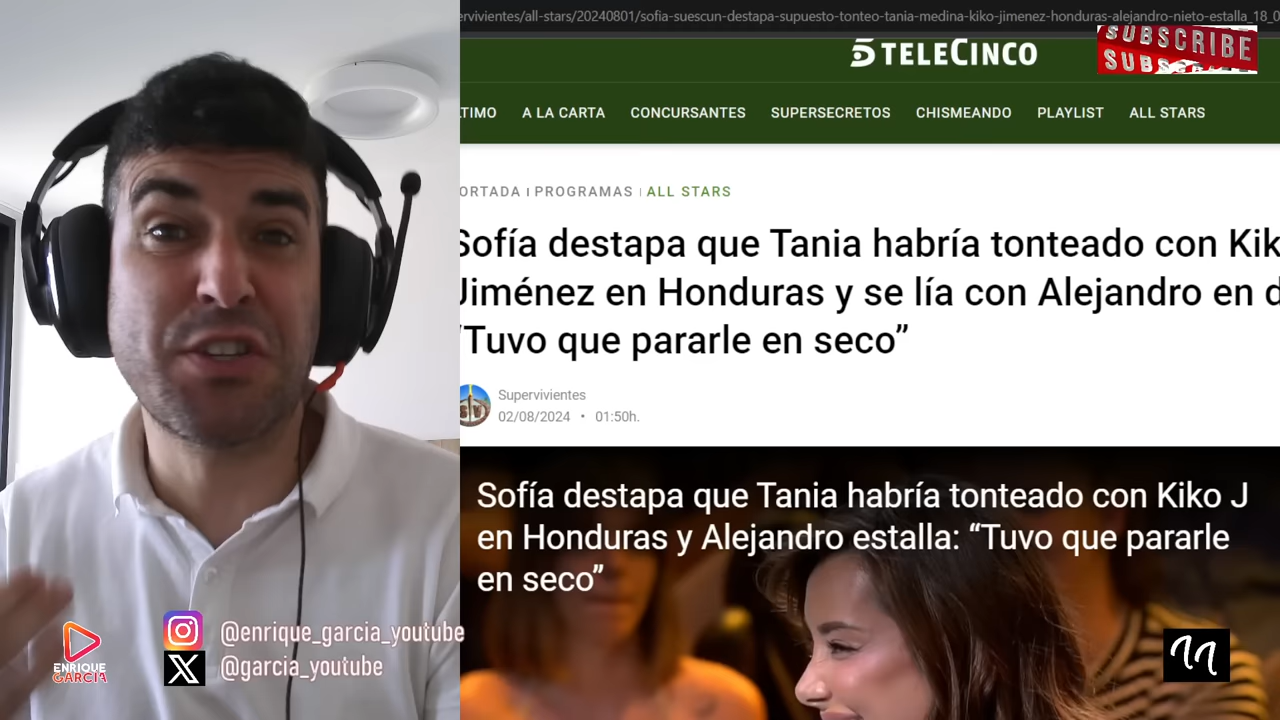 ervivientes/all-stars/20240801/sofia-suescun-destapa-supuesto-tonteo-tania-medina-kiko-jimenez-honduras-alejandro-nieto-estalla_18_0
SUBSCRIBE
TELECINCO
LTIMO A LA CARTA CONCURSANTES SUPERSECRETOS CHISMEANDO PLAYLIST ALL STARS
ORTADA | PROGRAMAS | ALL STARS
Sofía destapa que Tania habría tonteado con Kik
Jiménez en Honduras y se lía con Alejandro en d
“Tuvo que pararle en seco”
Supervivientes
02/08/2024 • 01:50h.
Sofía destapa que Tania habría tonteado con Kiko J
en Honduras y Alejandro estalla: “Tuvo que pararle
en seco”
@enrique_garcia_youtube
@garcia_youtube
ENRIQUE
GARCIA